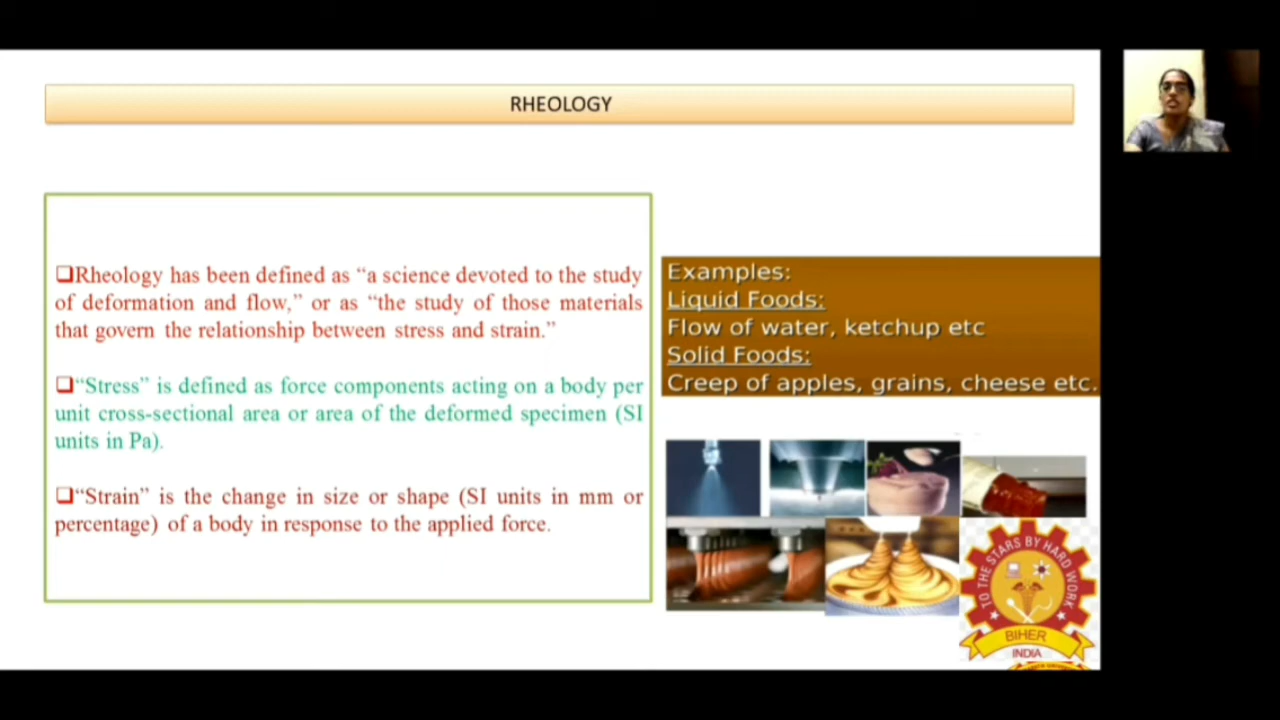 RHEOLOGY
❑Rheology has been defined as “a science devoted to the study
of deformation and flow,” or as “the study of those materials
that govern the relationship between stress and strain.”
❑“Stress” is defined as force components acting on a body per
unit cross-sectional area or area of the deformed specimen (SI
units in Pa).
❑“Strain” is the change in size or shape (SI units in mm or
percentage) of a body in response to the applied force.
Examples:
Liquid Foods:
Flow of water, ketchup etc
Solid Foods:
Creep of apples, grains, cheese etc.
TO THE STARS BY HARD WORK
BIHER
INDIA